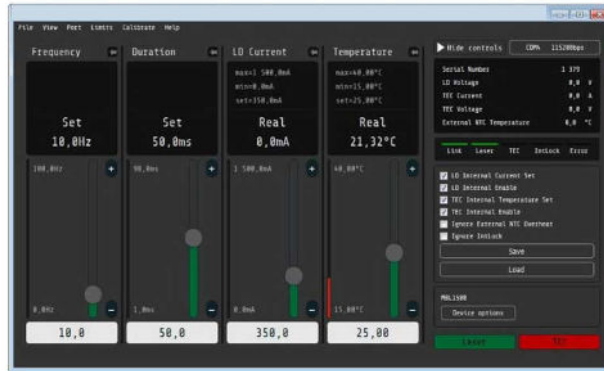 File View Port Limits Calibrate Help
Frequency
Set
10,0Hz
100,0Hz
0,0Hz
10,0
Duration
Set
50,0ms
90,0ms
1,0ms
50,0
LD Current
max=1 500,0mA
min=0,0mA
set=350,0mA
Real
0,0mA
1 500,0mA
0,0mA
350,0
Temperature
max=40,00°C
min=15,00°C
set=25,00°C
Real
21,32°C
40,00°C
15,00°C
25,00
Hide controls
115200bps
Serial Number 1 379
LD Voltage 0,0 V
TEC Current 0,0 A
TEC Voltage 0,0 V
External NTC Temperature 0,0 °C
Link Laser TEC IntLock Error
LD Internal Current Set
LD Internal Enable
TEC Internal Temperature Set
TEC Internal Enable
Ignore External NTC Overheat
Ignore IntLock
Save
Load
Device options
Laser
TEC